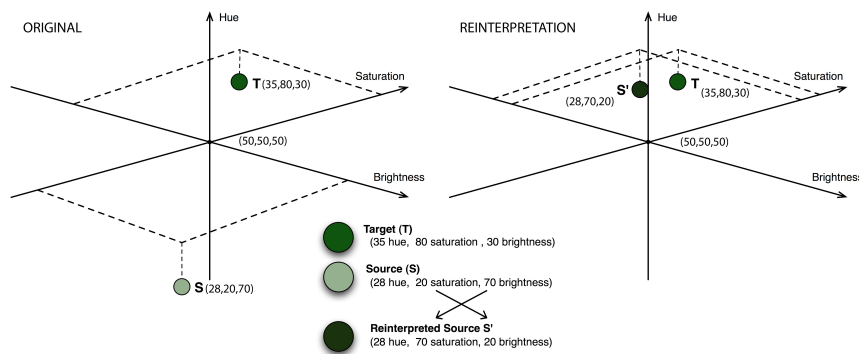 ORIGINAL
Hue
Saturation
T (35,80,30)
(50,50,50)
Brightness
S (28,20,70)
REINTERPRETATION
Hue
Saturation
S'
(28,70,20)
T
(35,80,30)
(50,50,50)
Brightness
Target (T)
(35 hue, 80 saturation , 30 brightness)
Source (S)
(28 hue, 20 saturation, 70 brightness)
Reinterpreted Source S'
(28 hue, 70 saturation, 20 brightness)